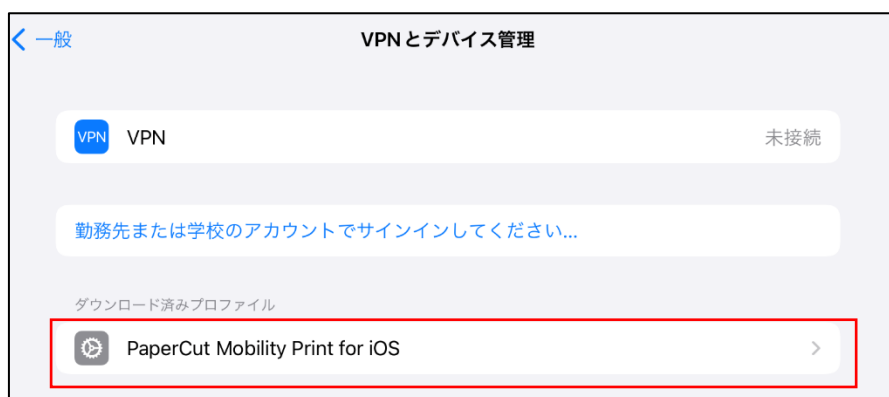 一般
VPNとデバイス管理
VPN VPN
未接続
勤務先または学校のアカウントでサインインしてください...
ダウンロード済みプロファイル
PaperCut Mobility Print for iOS